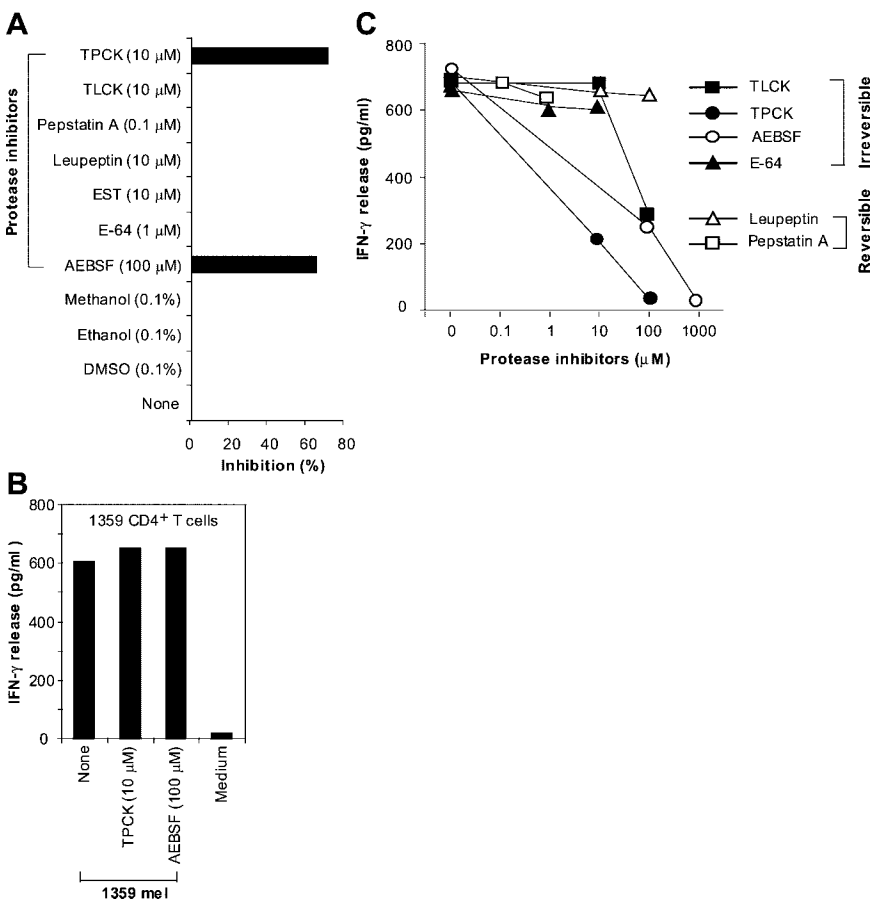 A
Protease inhibitors
TPCK (10 µM)
TLCK (10 µM)
Pepstatin A (0.1 µM)
Leupeptin (10 µM)
EST (10 µM)
E-64 (1 µM)
AEBSF (100 µM)
Methanol (0.1%)
Ethanol (0.1%)
DMSO (0.1%)
None
0 20 40 60 80
Inhibition (%)
B
1359 CD4+ T cells
IFN-γ release (pg/ml)
800
600
400
200
0
None
TPCK (10 µM)
AEBSF (100 µM)
Medium
1359 mel
C
IFN-γ release (pg/ml)
800
600
400
200
0
0 0.1 1 10 100 1000
Protease inhibitors (µM)
TLCK
TPCK
AEBSF
E-64
Irreversible
Leupeptin
Pepstatin A
Reversible